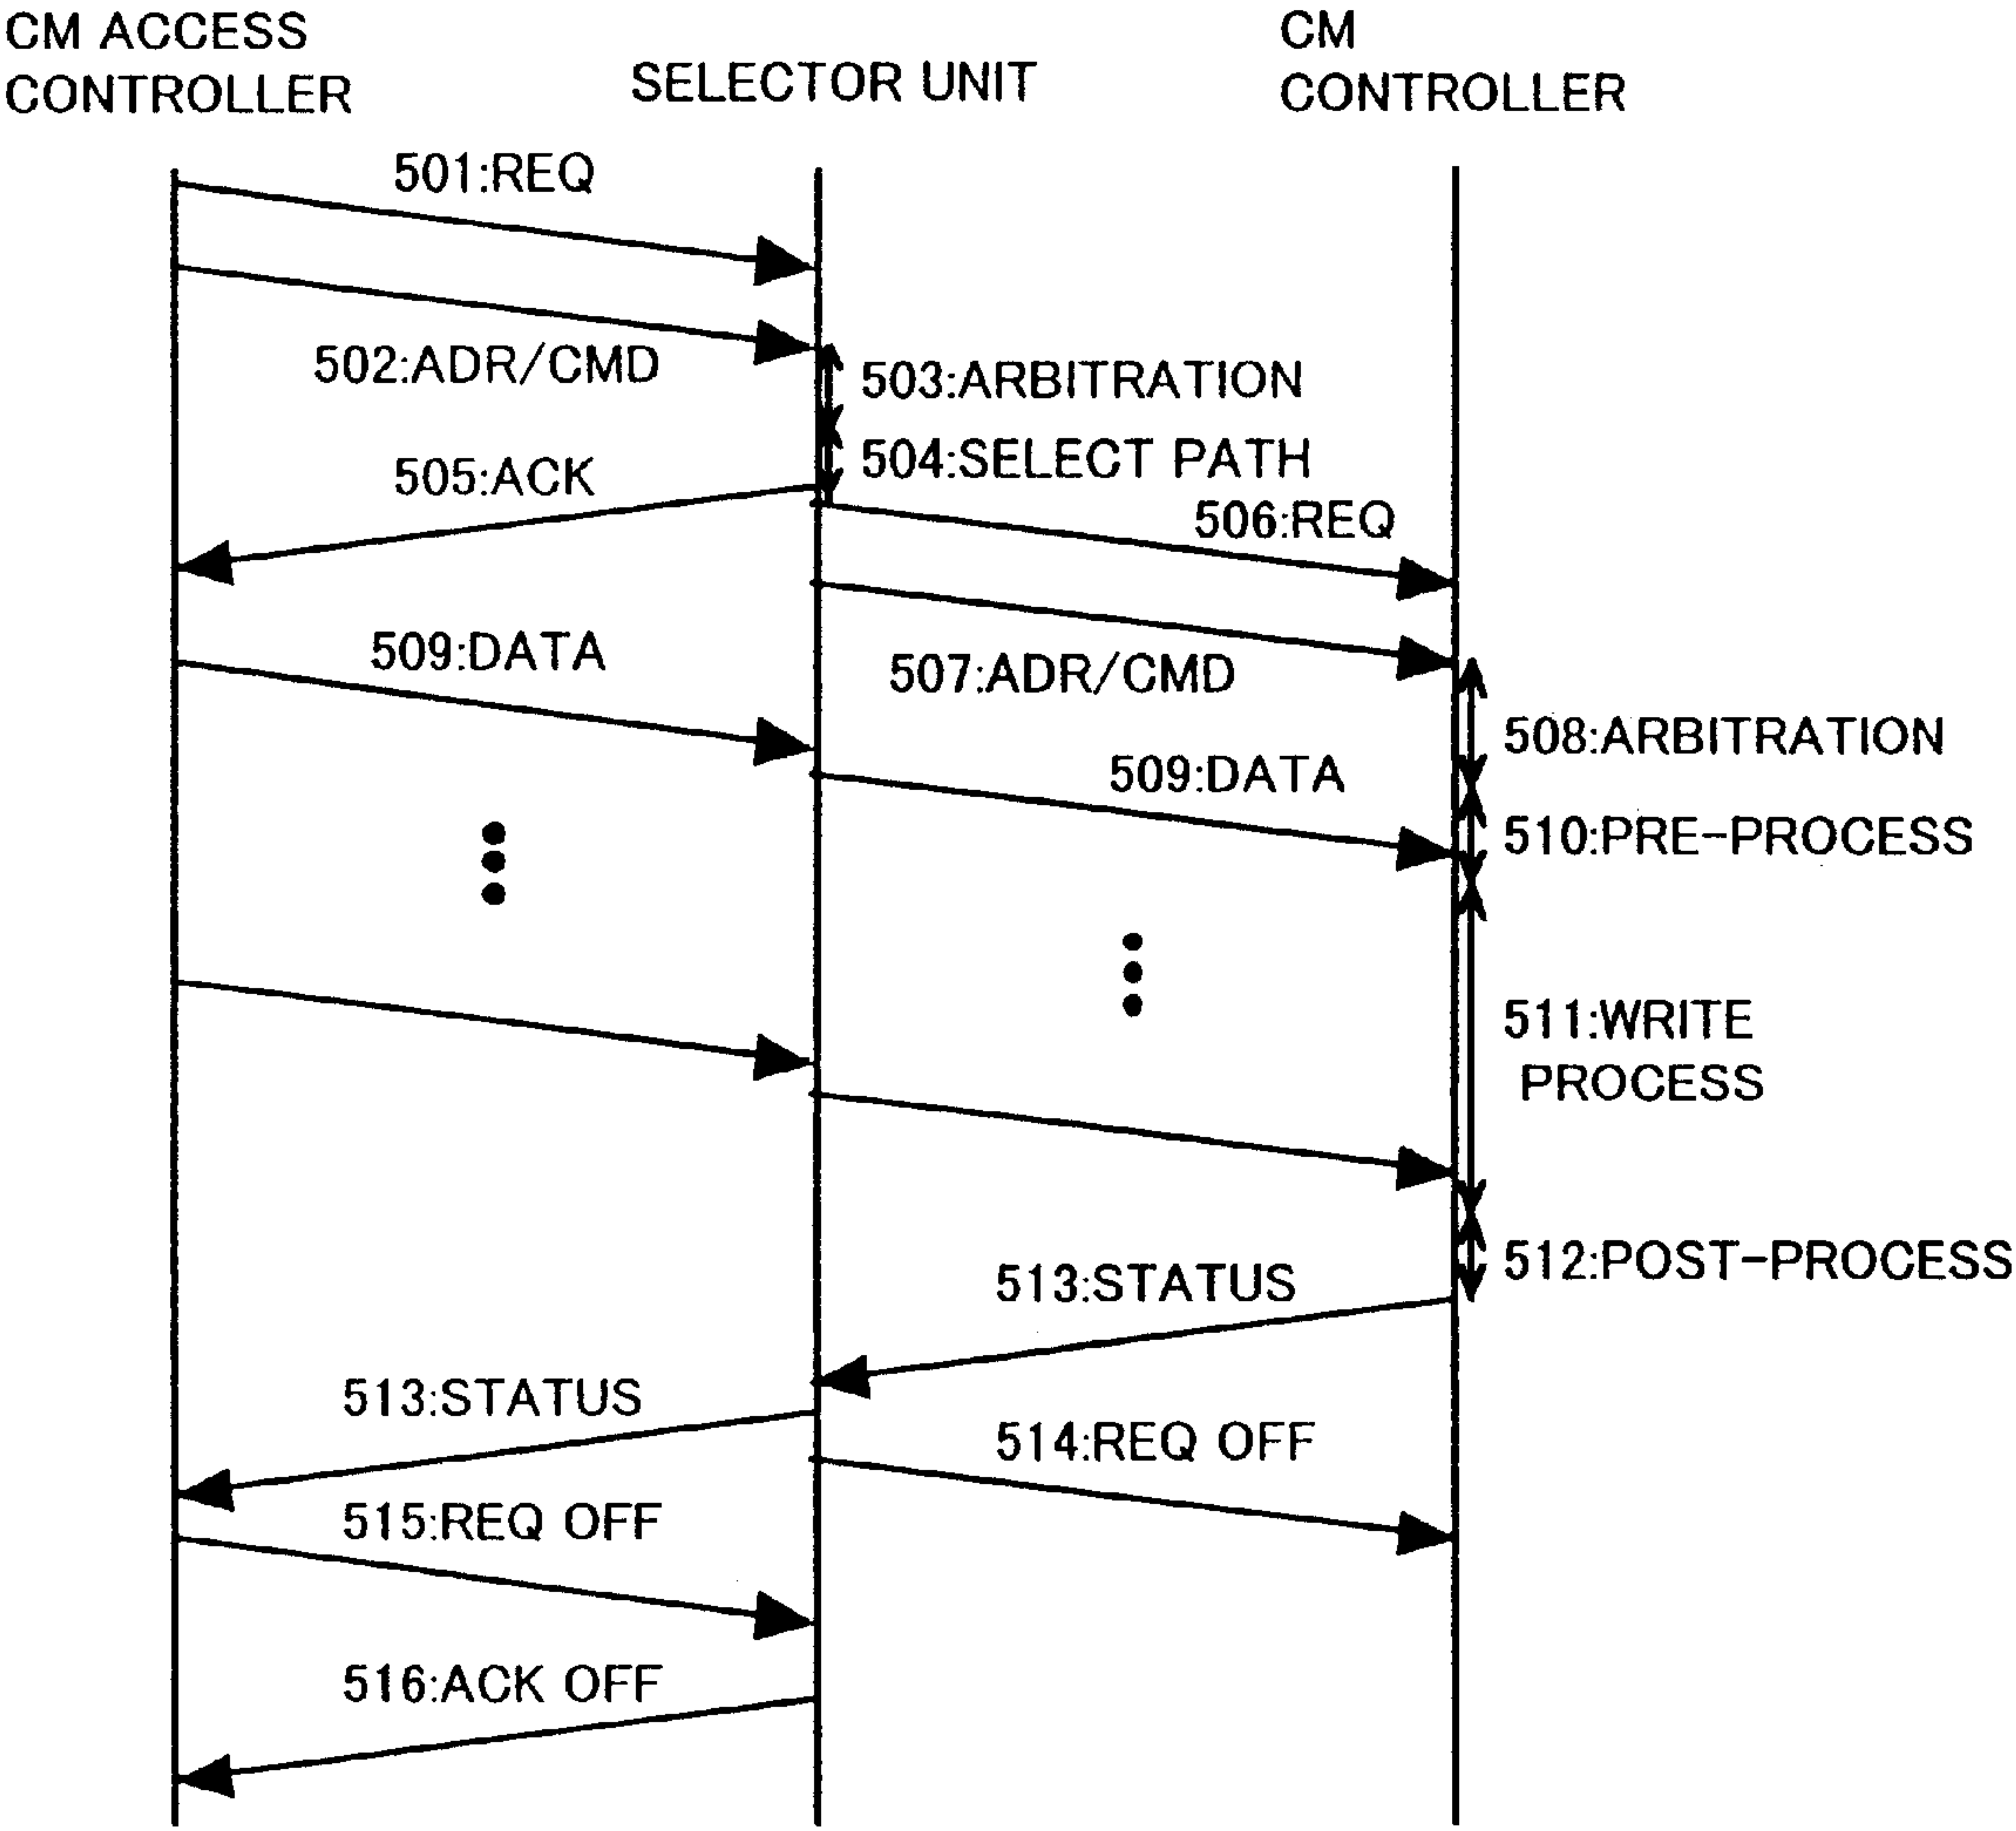 CM ACCESS
CONTROLLER
SELECTOR UNIT
CM
CONTROLLER
501:REQ
502:ADR/CMD
503:ARBITRATION
504:SELECT PATH
505:ACK
506:REQ
509:DATA
507:ADR/CMD
508:ARBITRATION
509:DATA
510:PRE-PROCESS
511:WRITE
PROCESS
512:POST-PROCESS
513:STATUS
513:STATUS
514:REQ OFF
515:REQ OFF
516:ACK OFF